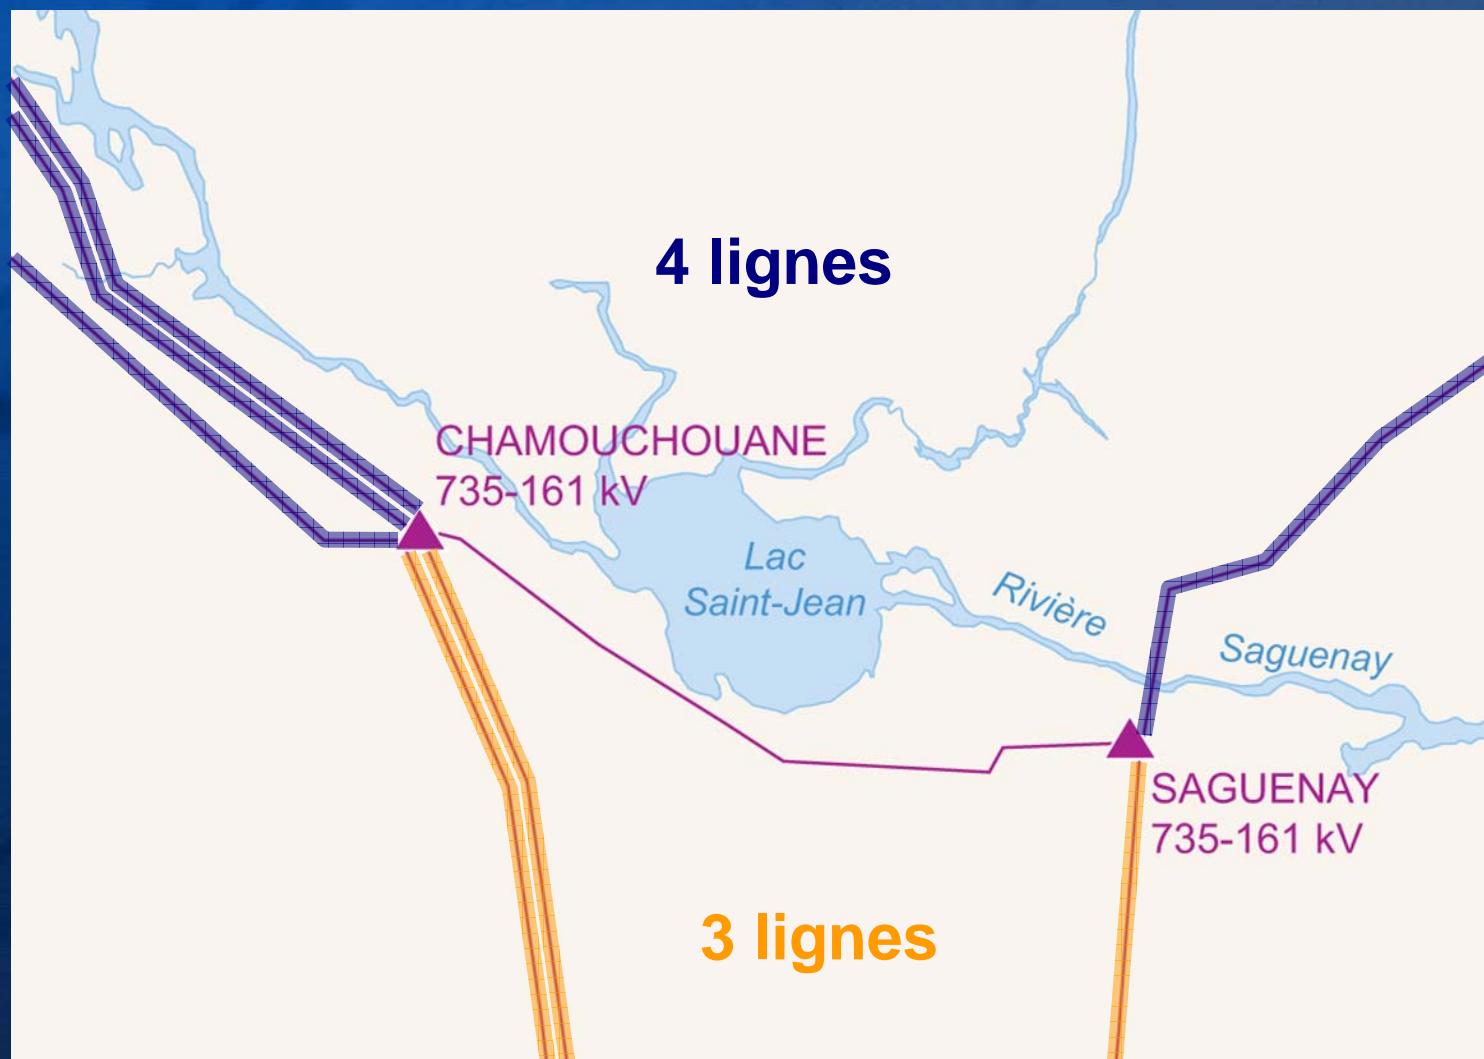 4 lignes
CHAMOUCHOUANE
735-161 kV
Lac
Saint-Jean
Rivière
Saguenay
SAGUENAY
735-161 kV
3 lignes